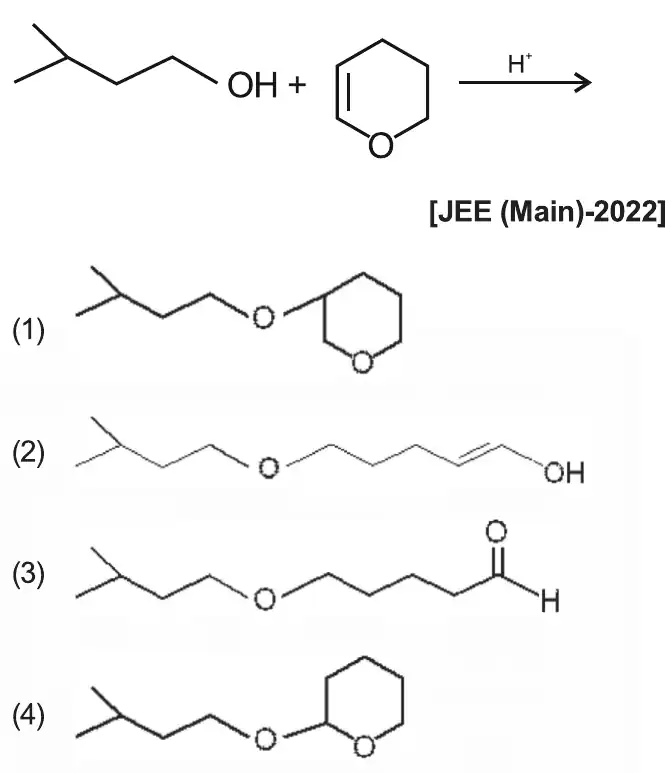 OH + O H⁺
[JEE (Main)-2022]
(1) O O
(2) O OH
(3) O O H
(4) O O